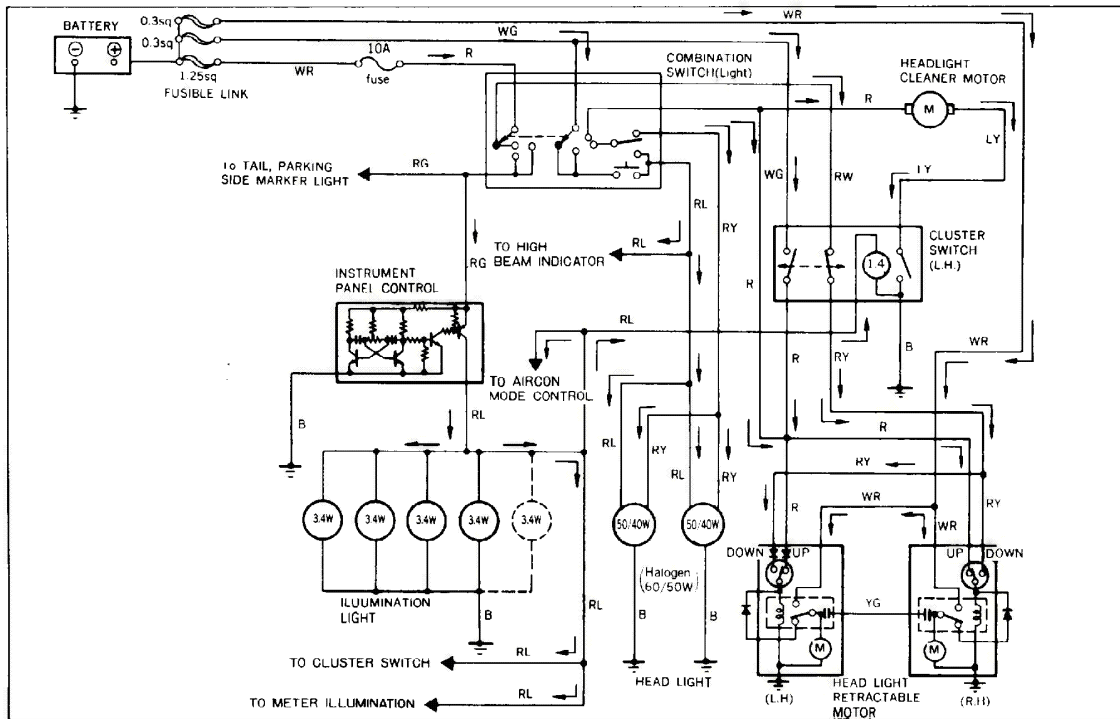 BATTERY
0.3sq
0.3sq
1.25sq
FUSIBLE LINK
WR
10A
fuse
R
WG
WR
COMBINATION
SWITCH(Light)
HEADLIGHT
CLEANER MOTOR
R
M
LY
LY
TO TAIL, PARKING
SIDE MARKER LIGHT
RG
RL
RY
WG
RW
CLUSTER
SWITCH
(L.H.)
1.4
TO HIGH
BEAM INDICATOR
RL
RG
INSTRUMENT
PANEL CONTROL
R
RL
B
WR
R
RY
TO AIRCON
MODE CONTROL
B
RL
RL
RY
RL
RY
R
RY
WR
R
WR
RY
3.4W
3.4W
3.4W
3.4W
3.4W
50/40W
50/40W
DOWN
UP
UP
DOWN
(Halogen
60/50W)
ILUUMINATION
LIGHT
B
RL
B
B
YG
M
M
TO CLUSTER SWITCH
RL
HEAD LIGHT
(L.H)
HEAD LIGHT
RETRACTABLE
MOTOR
(R.H)
TO METER ILLUMINATION
RL